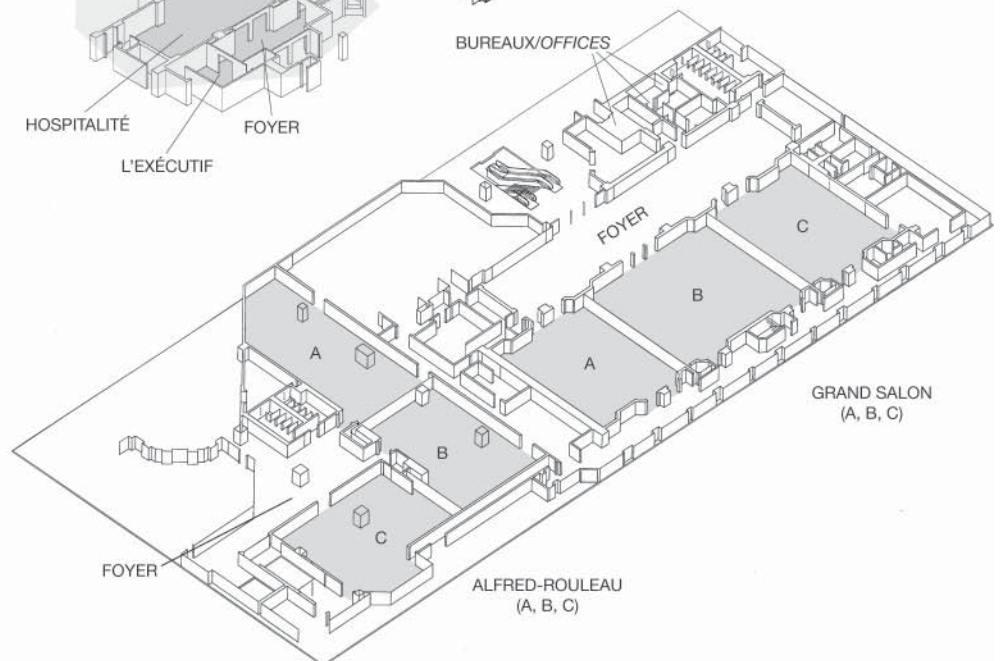 BUREAUX/OFFICES
HOSPITALITÉ
FOYER
L'EXÉCUTIF
FOYER
C
B
A
A
B
C
GRAND SALON
(A, B, C)
FOYER
ALFRED-ROULEAU
(A, B, C)